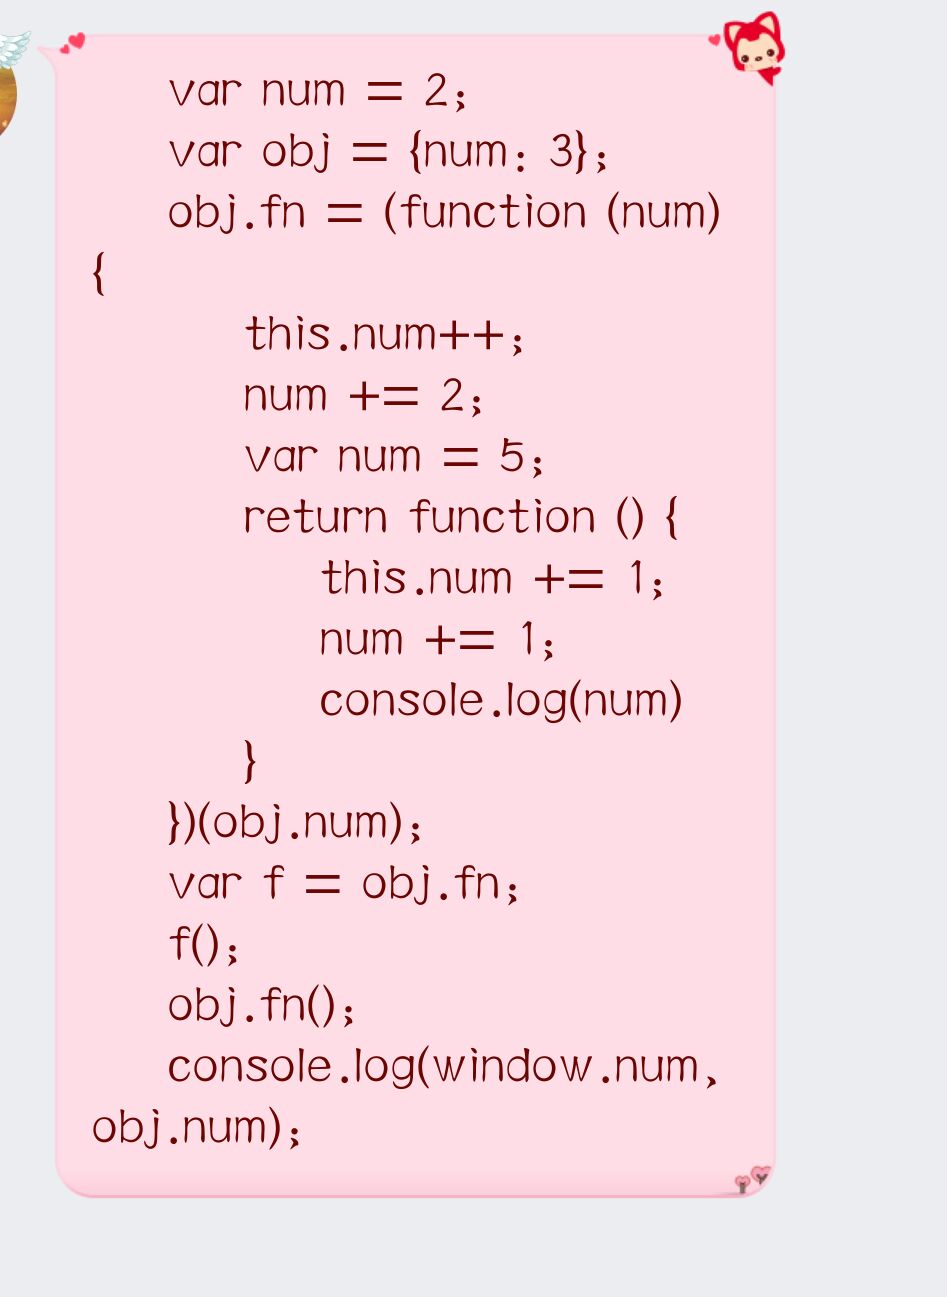 var num = 2;
var obj = {num: 3};
obj.fn = (function (num)
{
this.num++;
num += 2;
var num = 5;
return function () {
this.num += 1;
num += 1;
console.log(num)
}
})(obj.num);
var f = obj.fn;
f();
obj.fn();
console.log(window.num,
obj.num);